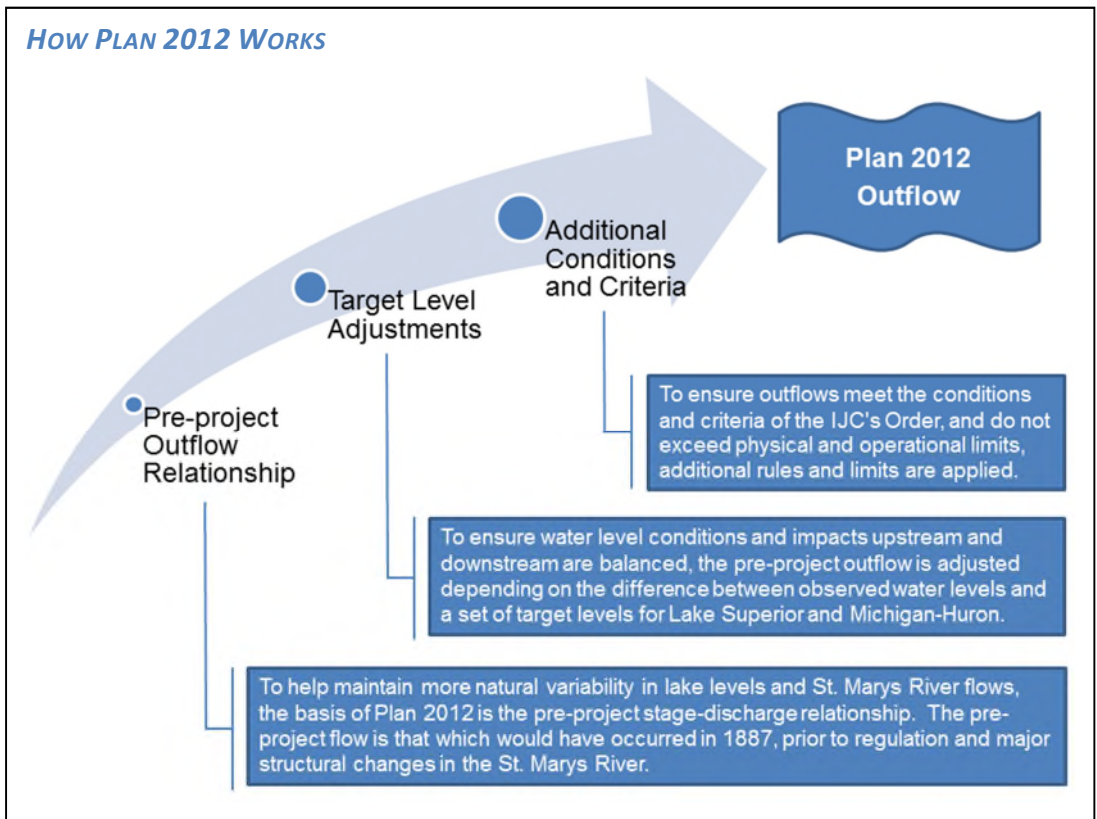 HOW PLAN 2012 WORKS
Plan 2012
Outflow
Additional
Conditions
and Criteria
Target Level
Adjustments
Pre-project
Outflow
Relationship
To ensure outflows meet the conditions
and criteria of the IJC's Order, and do not
exceed physical and operational limits,
additional rules and limits are applied.
To ensure water level conditions and impacts upstream and
downstream are balanced, the pre-project outflow is adjusted
depending on the difference between observed water levels and
a set of target levels for Lake Superior and Michigan-Huron.
To help maintain more natural variability in lake levels and St. Marys River flows,
the basis of Plan 2012 is the pre-project stage-discharge relationship. The pre-
project flow is that which would have occurred in 1887, prior to regulation and major
structural changes in the St. Marys River.